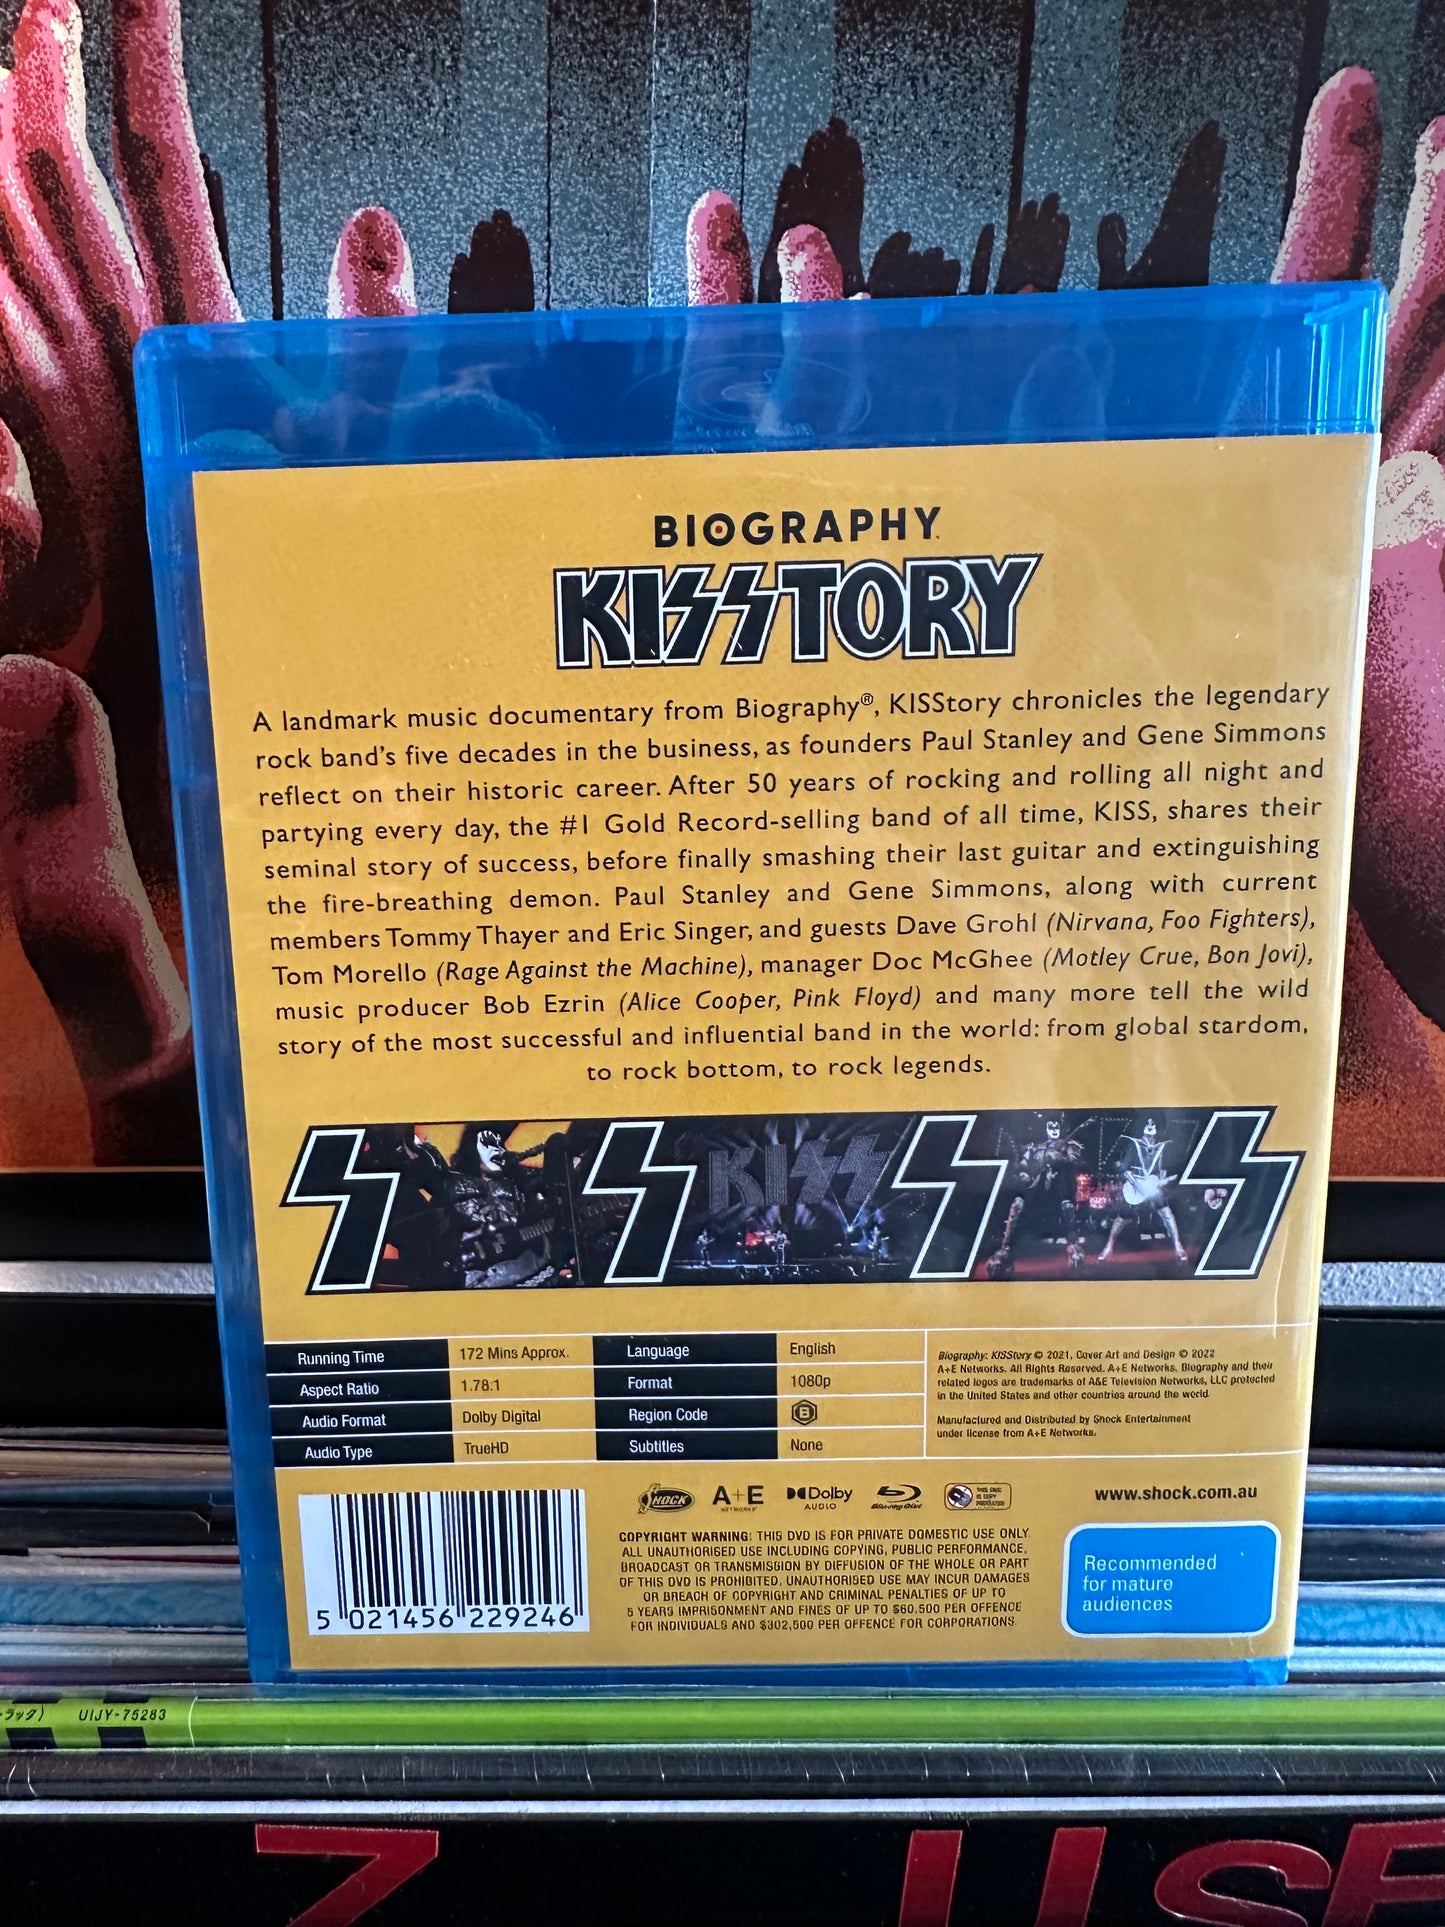 BIOGRAPHY
KISSTORY
A landmark music documentary from Biography®, KISStory chronicles the legendary
rock band's five decades in the business, as founders Paul Stanley and Gene Simmons
reflect on their historic career. After 50 years of rocking and rolling all night and
partying every day, the #1 Gold Record-selling band of all time, KISS, shares their
seminal story of success, before finally smashing their last guitar and extinguishing
the fire-breathing demon. Paul Stanley and Gene Simmons, along with current
members Tommy Thayer and Eric Singer, and guests Dave Grohl (Nirvana, Foo Fighters),
Tom Morello (Rage Against the Machine), manager Doc McGhee (Motley Crue, Bon Jovi),
music producer Bob Ezrin (Alice Cooper, Pink Floyd) and many more tell the wild
story of the most successful and influential band in the world: from global stardom,
to rock bottom, to rock legends.
KISS
Running Time 172 Mins Approx.
Aspect Ratio 1.78:1
Audio Format Dolby Digital
Audio Type TrueHD
Language English
Format 1080p
Region Code B
Subtitles None
Biography: KISStory © 2021, Cover Art and Design © 2022
A+E Networks. All Rights Reserved. A+E Networks, Biography and their
related logos are trademarks of A&E Television Networks, LLC protected
in the United States and other countries around the world.
Manufactured and Distributed by Shock Entertainment
under license from A+E Networks.
SHOCK
A+E
NETWORKS
Dolby
AUDIO
Blu-ray Disc
www.shock.com.au
5 021456 229246
COPYRIGHT WARNING: THIS DVD IS FOR PRIVATE DOMESTIC USE ONLY.
ALL UNAUTHORISED USE INCLUDING COPYING, PUBLIC PERFORMANCE,
BROADCAST OR TRANSMISSION BY DIFFUSION OF THE WHOLE OR PART
OF THIS DVD IS PROHIBITED. UNAUTHORISED USE MAY INCUR DAMAGES
OR BREACH OF COPYRIGHT AND CRIMINAL PENALTIES OF UP TO
5 YEARS IMPRISONMENT AND FINES OF UP TO $60,500 PER OFFENCE
FOR INDIVIDUALS AND $302,500 PER OFFENCE FOR CORPORATIONS.
Recommended
for mature
audiences
UIJY-75283